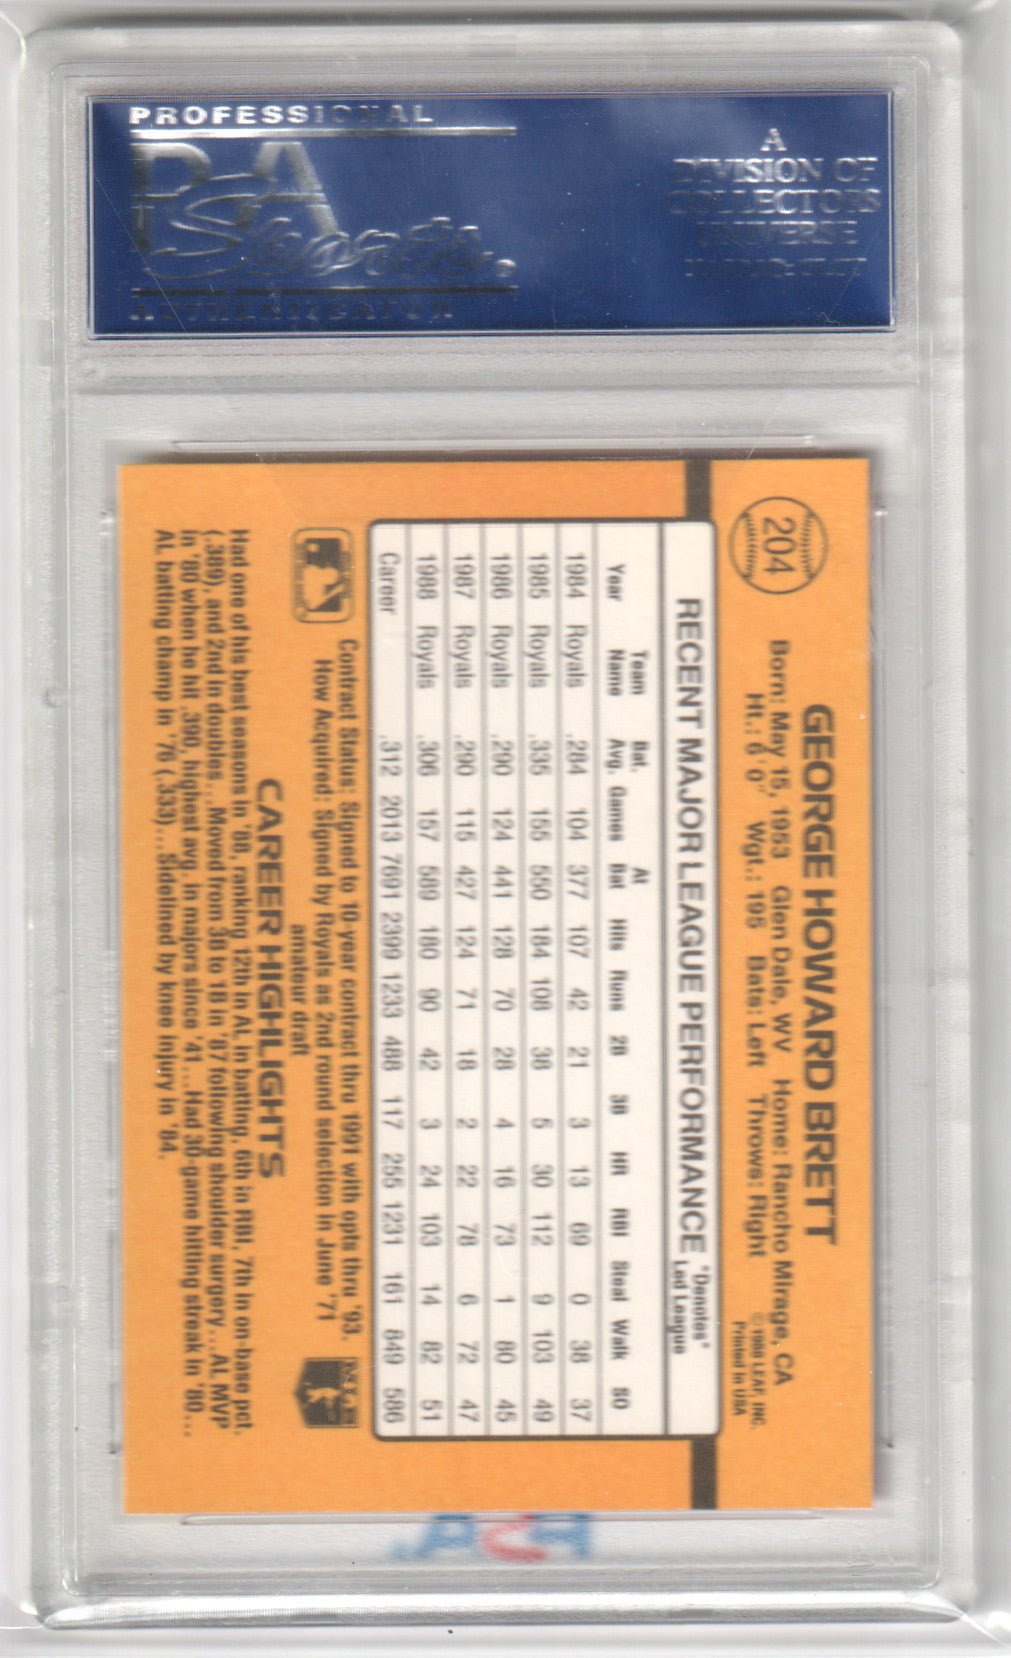 PROFESSIONAL
PSA
Sports
AUTHENTICATOR
A
DIVISION OF
COLLECTORS
UNIVERSE
204
GEORGE HOWARD BRETT
Born: May 15, 1953 Glen Dale, WV Home: Rancho Mirage, CA
Ht.: 6' 0" Wgt.: 195 Bats: Left Throws: Right
© 1988 LEAF, INC.
Printed in USA
RECENT MAJOR LEAGUE PERFORMANCE
*Denotes*
Led League
Year Team Name Bat. Avg. Games At Bat Hits Runs 2B 3B HR RBI Steal Walk SO
1984 Royals .284 104 377 107 42 21 3 13 69 0 38 37
1985 Royals .335 155 550 184 108 38 5 30 112 9 103 49
1986 Royals .290 124 441 128 70 28 4 16 73 1 80 45
1987 Royals .290 115 427 124 71 18 2 22 78 6 72 47
1988 Royals .306 157 589 180 90 42 3 24 103 14 82 51
Career .312 2013 7691 2399 1233 488 117 255 1231 161 849 586
Contract Status: Signed to 10-year contract thru 1991 with opts thru '93.
How Acquired: Signed by Royals as 2nd round selection in June '71
amateur draft
CAREER HIGHLIGHTS
Had one of his best seasons in '88, ranking 12th in AL in batting, 6th in RBI, 7th in on-base pct.
(.389), and 2nd in doubles...Moved from 3B to 1B in '87 following shoulder surgery...AL MVP
in '80 when he hit .390, highest avg. in majors since '41...Had 30-game hitting streak in '80...
AL batting champ in '76 (.333)...Sidelined by knee injury in '84.
PSA